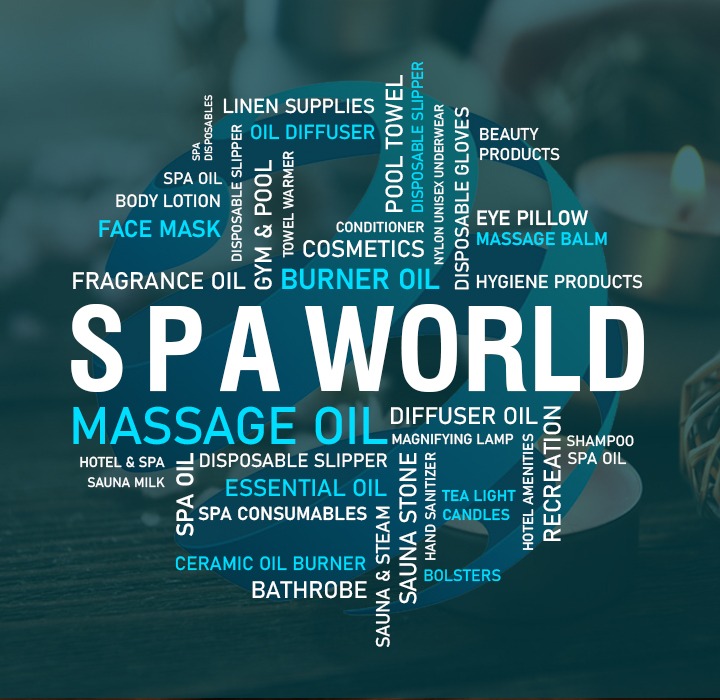 SPA
DISPOSABLES
LINEN SUPPLIES
OIL DIFFUSER
DISPOSABLE SLIPPER
POOL TOWEL
DISPOSABLE SLIPPER
NYLON UNISEX UNDERWEAR
DISPOSABLE GLOVES
BEAUTY
PRODUCTS
SPA OIL
BODY LOTION
FACE MASK
GYM & POOL
TOWEL WARMER
CONDITIONER
COSMETICS
EYE PILLOW
MASSAGE BALM
FRAGRANCE OIL
BURNER OIL
HYGIENE PRODUCTS
SPA WORLD
MASSAGE OIL
DIFFUSER OIL
MAGNIFYING LAMP
RECREATION
SHAMPOO
SPA OIL
HOTEL & SPA
SAUNA MILK
SPA OIL
DISPOSABLE SLIPPER
ESSENTIAL OIL
SPA CONSUMABLES
SAUNA STONE
HAND SANITIZER
TEA LIGHT
CANDLES
HOTEL AMENITIES
CERAMIC OIL BURNER
BATHROBE
SAUNA & STEAM
BOLSTERS